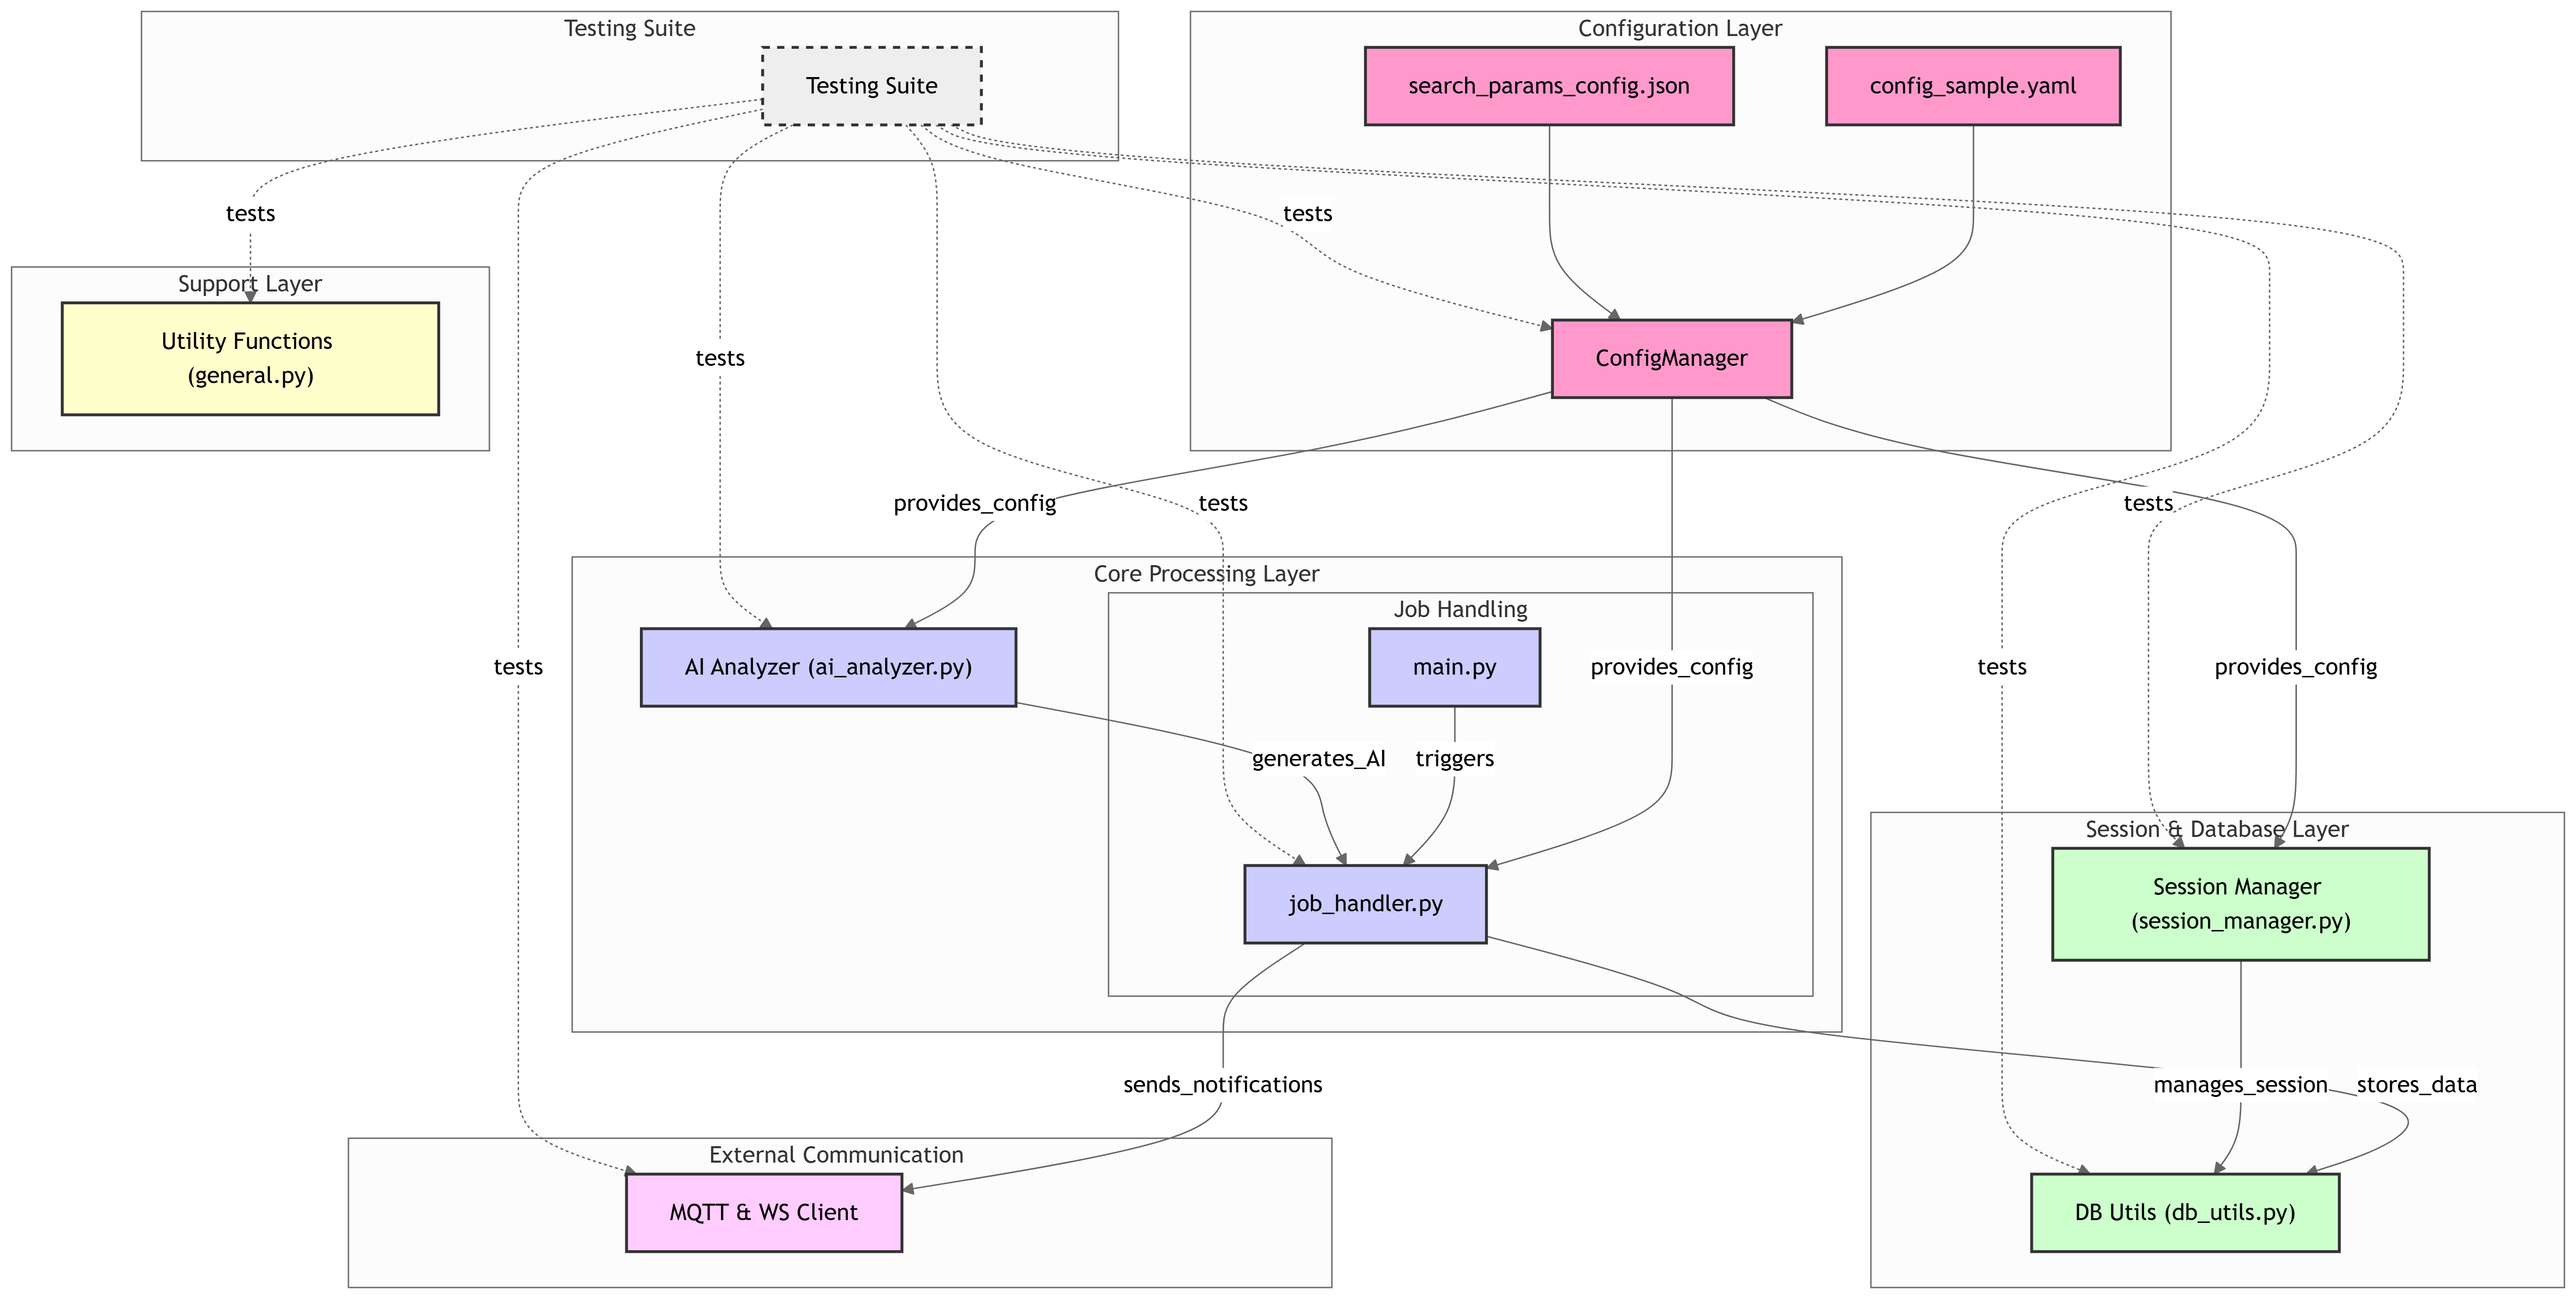 Testing Suite
Configuration Layer
Testing Suite
search_params_config.json
config_sample.yaml
tests
tests
Support Layer
Utility Functions
(general.py)
tests
ConfigManager
provides_config
tests
tests
Core Processing Layer
Job Handling
tests
AI Analyzer (ai_analyzer.py)
main.py
provides_config
tests
provides_config
generates_AI
triggers
Session & Database Layer
job_handler.py
Session Manager
(session_manager.py)
sends_notifications
manages_session
stores_data
External Communication
MQTT & WS Client
DB Utils (db_utils.py)